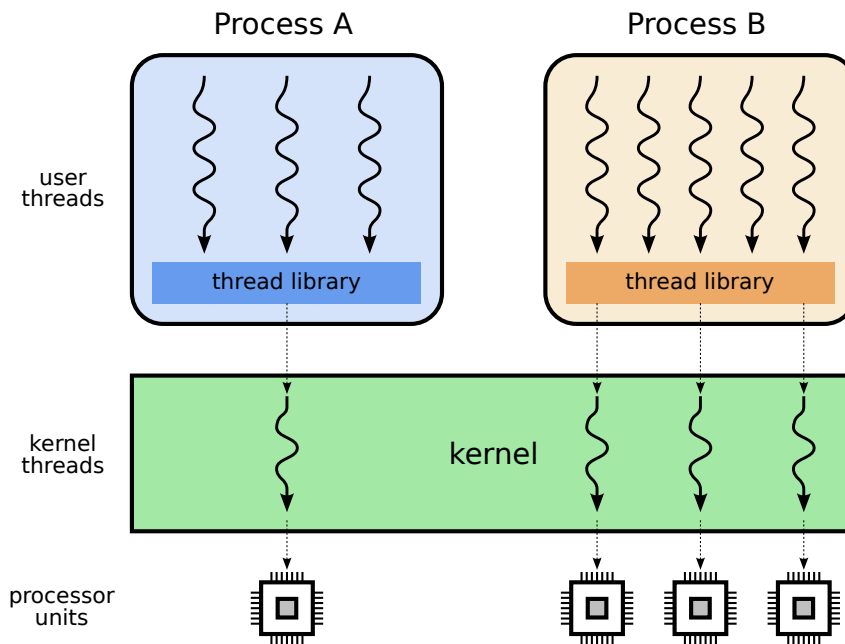 Process A
Process B
user
threads
thread library
thread library
kernel
threads
kernel
processor
units